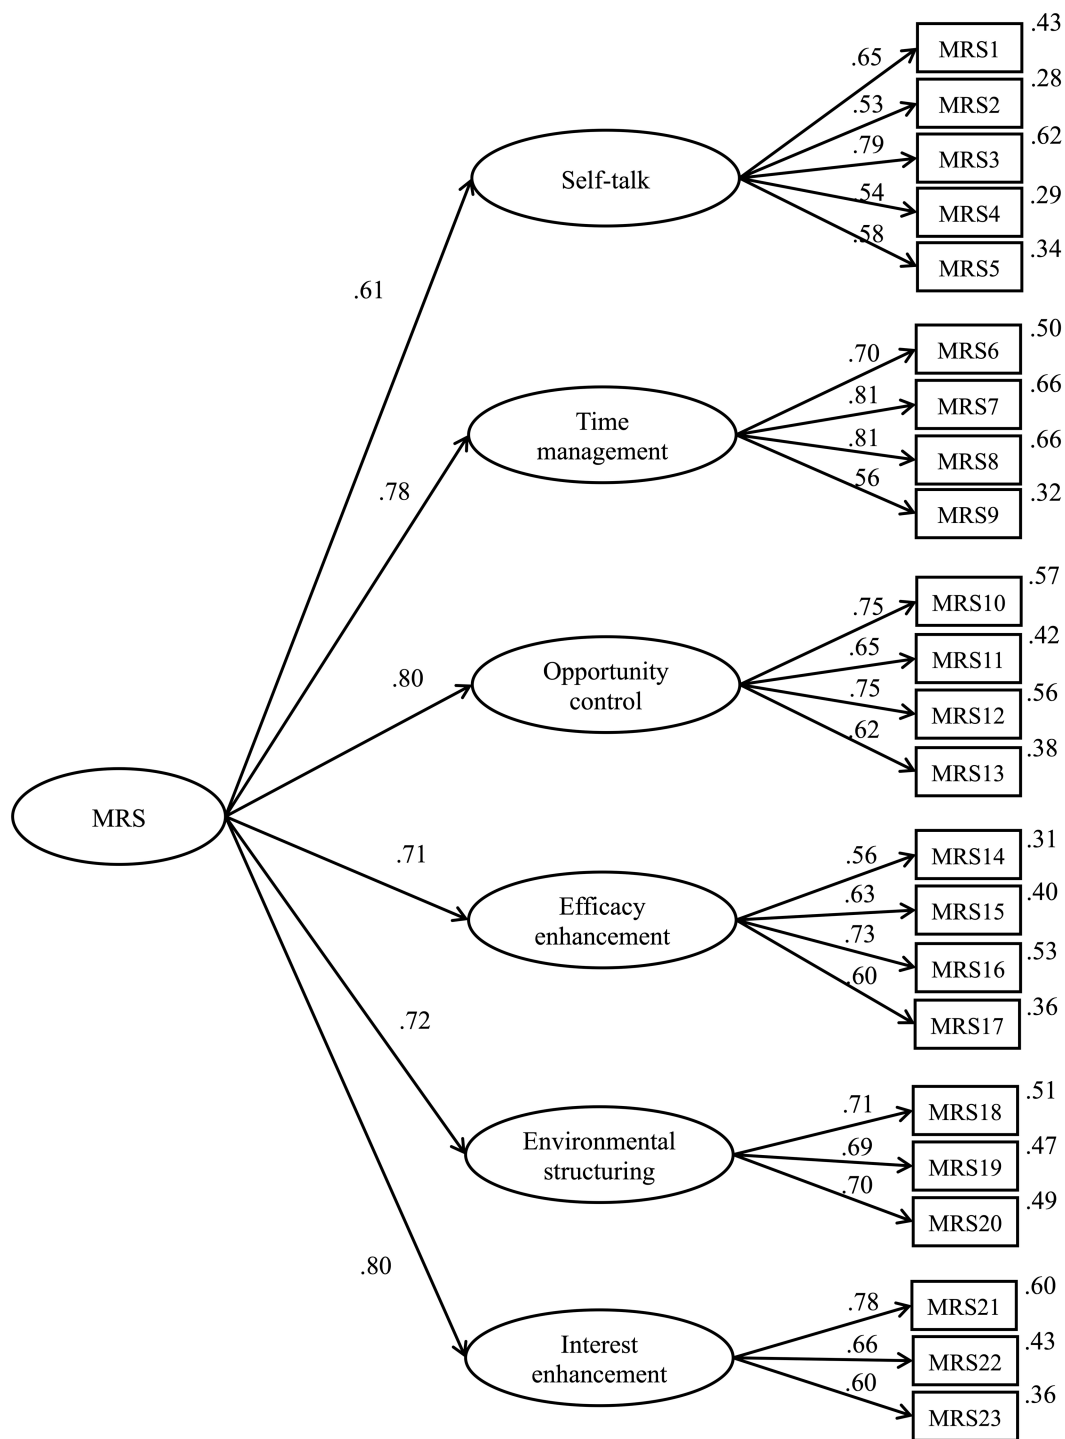 .43
.65
MRS1
.28
.53
MRS2
.62
.79
MRS3
Self-talk
.29
.54
MRS4
.34
.58
MRS5
.61
.50
.70
MRS6
.66
.81
MRS7
Time
management
.66
.81
MRS8
.32
.56
MRS9
.78
.57
.75
MRS10
.42
.65
MRS11
Opportunity
control
.80
.56
.75
MRS12
.38
.62
MRS13
MRS
.31
.56
MRS14
.71
.40
.63
MRS15
Efficacy
enhancement
.53
.73
MRS16
.36
.60
MRS17
.72
.51
.71
MRS18
.47
.69
MRS19
Environmental
structuring
.49
.70
MRS20
.80
.60
.78
MRS21
.43
.66
MRS22
Interest
enhancement
.36
.60
MRS23